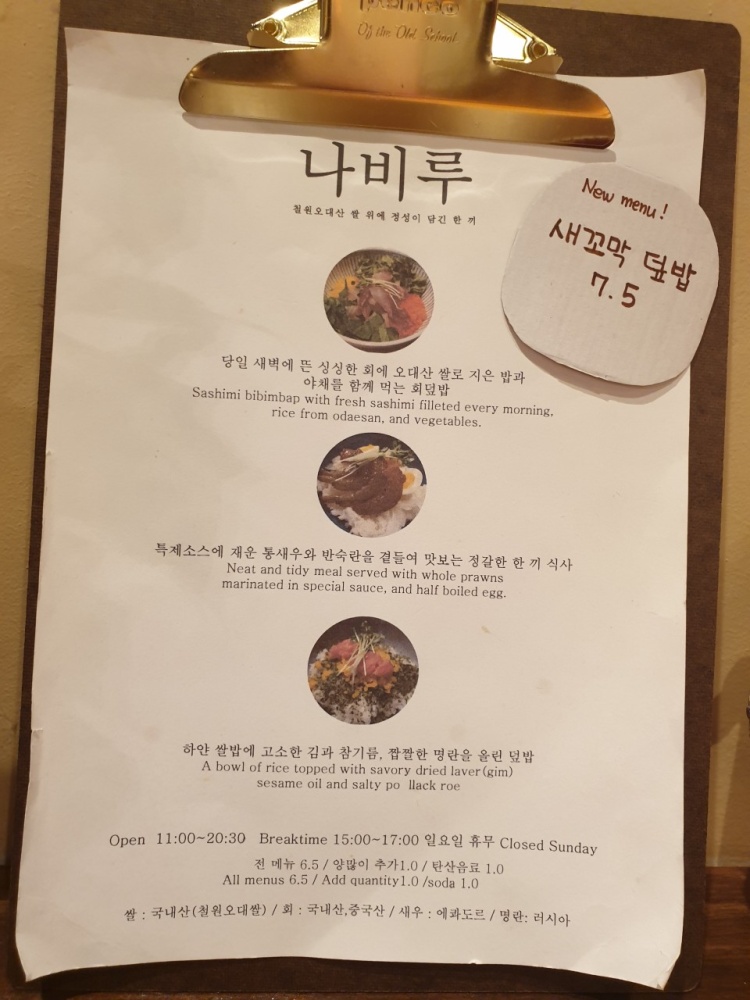 Of the Old School
나비루
철원오대산 쌀 위에 정성이 담긴 한 끼
New menu!
새꼬막 덮밥
7.5
당일 새벽에 뜬 싱싱한 회에 오대산 쌀로 지은 밥과
야채를 함께 먹는 회덮밥
Sashimi bibimbap with fresh sashimi filleted every morning,
rice from odaesan, and vegetables.
특제소스에 재운 통새우와 반숙란을 곁들여 맛보는 정갈한 한 끼 식사
Neat and tidy meal served with whole prawns
marinated in special sauce, and half boiled egg.
하얀 쌀밥에 고소한 김과 참기름, 짭짤한 명란을 올린 덮밥
A bowl of rice topped with savory dried laver(gim)
sesame oil and salty po llack roe
Open 11:00~20:30 Breaktime 15:00~17:00 일요일 휴무 Closed Sunday
전 메뉴 6.5 / 양많이 추가1.0 / 탄산음료 1.0
All menus 6.5 / Add quantity1.0 /soda 1.0
쌀 : 국내산(철원오대쌀) / 회 : 국내산,중국산 / 새우 : 에콰도르 / 명란: 러시아